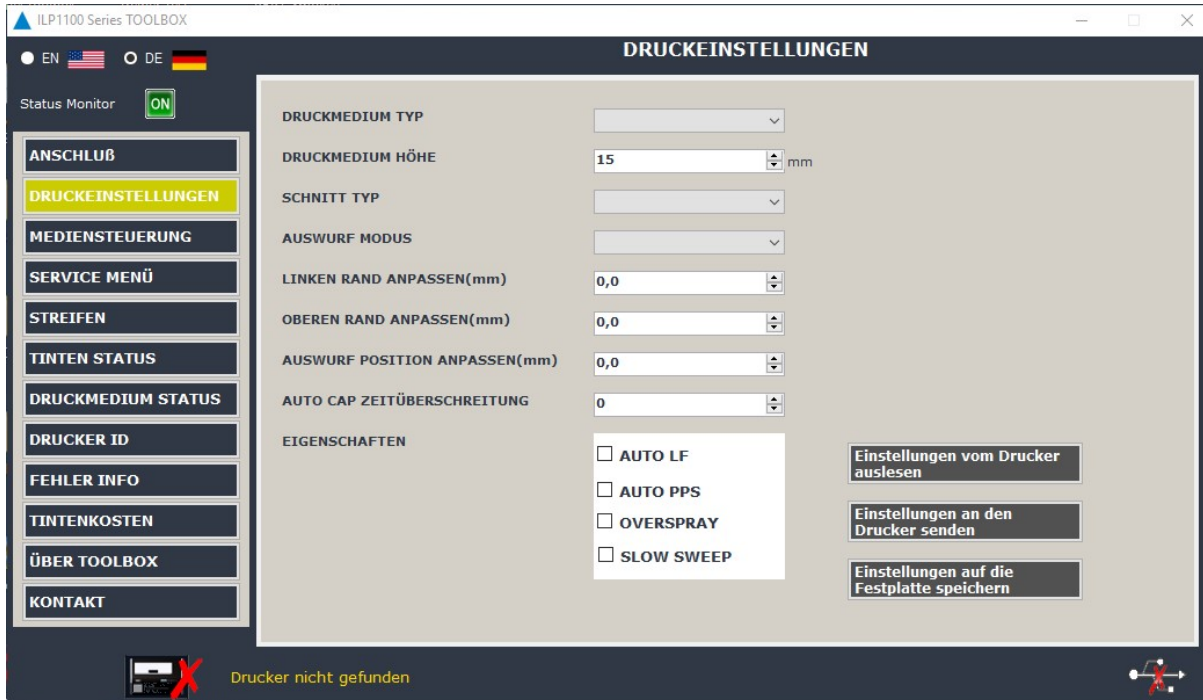 ILP1100 Series TOOLBOX
DRUCKEINSTELLUNGEN
EN
DE
Status Monitor
ON
ANSCHLUß
DRUCKEINSTELLUNGEN
MEDIENSTEUERUNG
SERVICE MENÜ
STREIFEN
TINTEN STATUS
DRUCKMEDIUM STATUS
DRUCKER ID
FEHLER INFO
TINTENKOSTEN
ÜBER TOOLBOX
KONTAKT
DRUCKMEDIUM TYP
DRUCKMEDIUM HÖHE
15
mm
SCHNITT TYP
AUSWURF MODUS
LINKEN RAND ANPASSEN(mm)
0,0
OBEREN RAND ANPASSEN(mm)
0,0
AUSWURF POSITION ANPASSEN(mm)
0,0
AUTO CAP ZEITÜBERSCHREITUNG
0
EIGENSCHAFTEN
AUTO LF
AUTO PPS
OVERSPRAY
SLOW SWEEP
Einstellungen vom Drucker
auslesen
Einstellungen an den
Drucker senden
Einstellungen auf die
Festplatte speichern
Drucker nicht gefunden